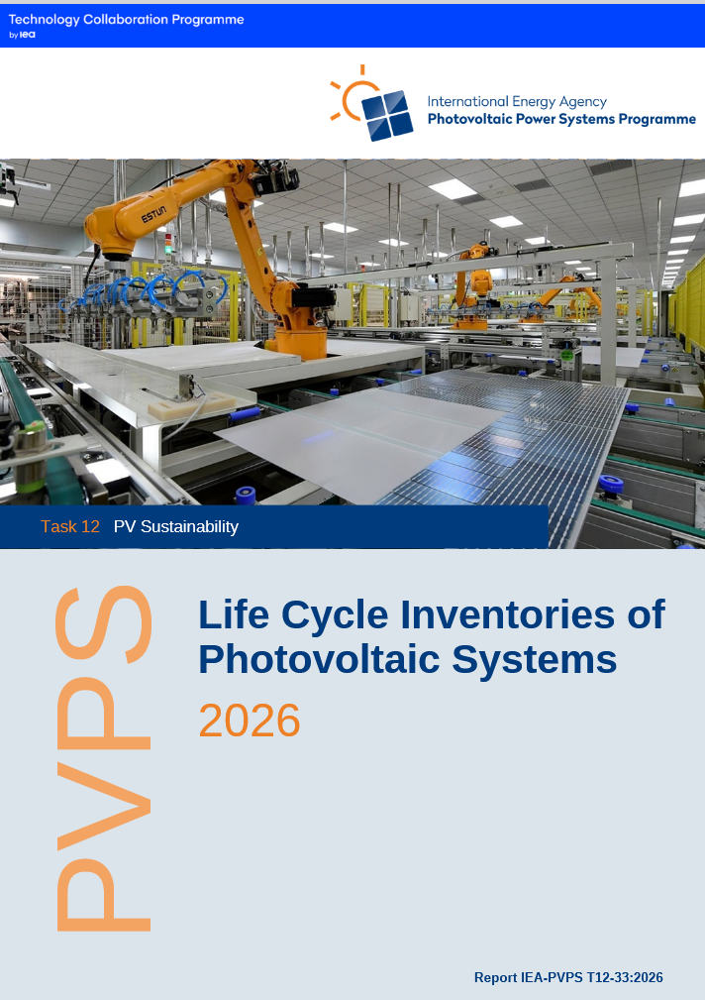 Technology Collaboration Programme
by iea
International Energy Agency
Photovoltaic Power Systems Programme
ESTUN
Task 12 PV Sustainability
PVPS
Life Cycle Inventories of
Photovoltaic Systems
2026
Report IEA-PVPS T12-33:2026